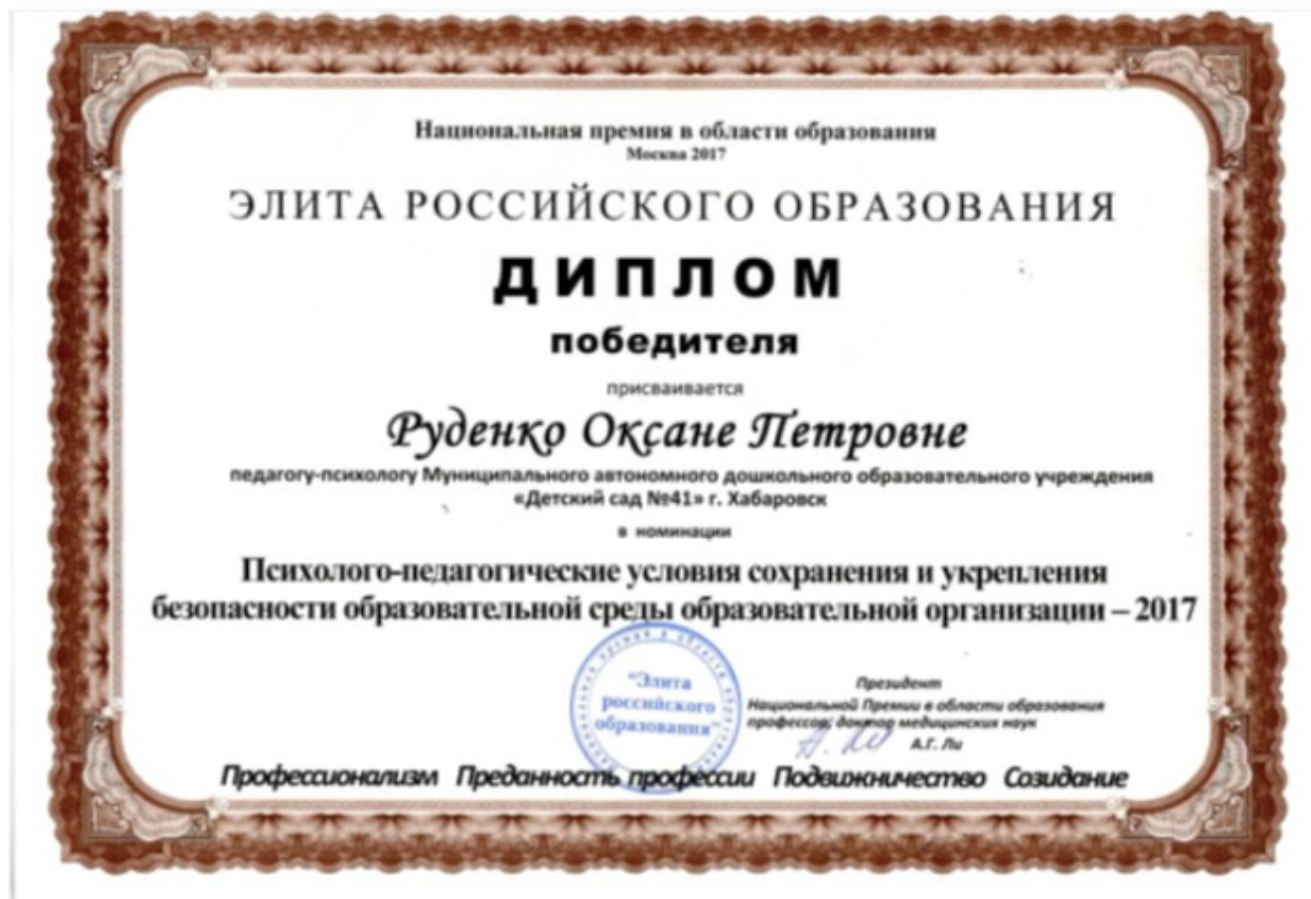 Национальная премия в области образования
Москва 2017
ЭЛИТА РОССИЙСКОГО ОБРАЗОВАНИЯ
ДИПЛОМ
победителя
присваивается
Руденко Оксане Петровне
педагогу-психологу Муниципального автономного дошкольного образовательного учреждения
«Детский сад №41» г. Хабаровск
в номинации
Психолого-педагогические условия сохранения и укрепления
безопасности образовательной среды образовательной организации – 2017
"Элита
российского
образования"
Президент
Национальной Премии в области образования
профессор, доктор медицинских наук
А.Г. Ли
Профессионализм Преданность профессии Подвижничество Созидание